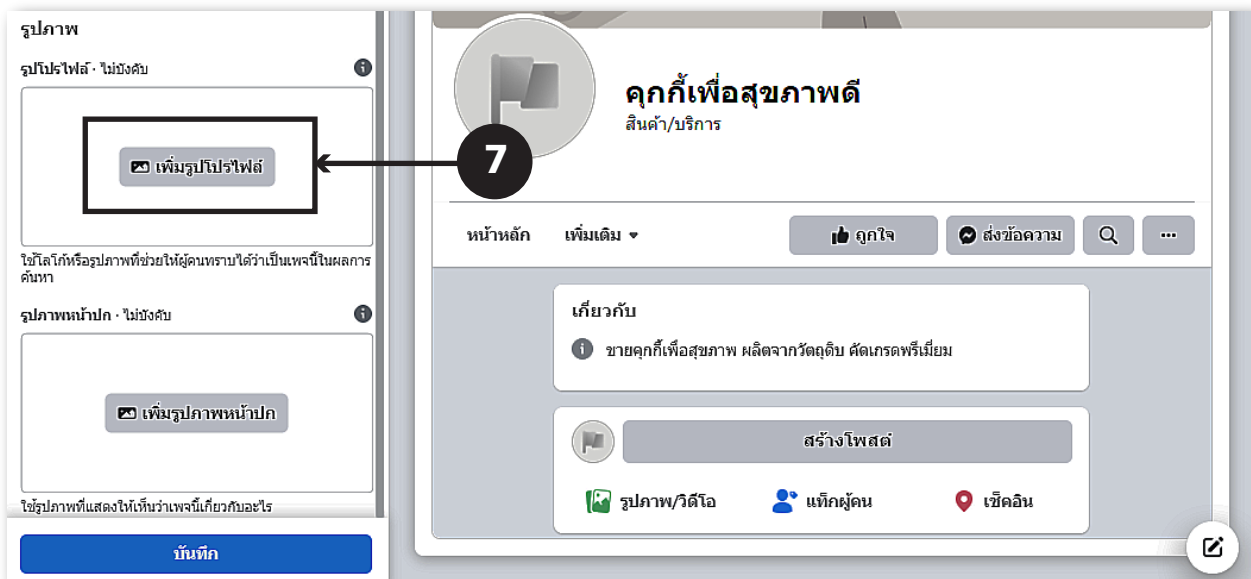 รูปภาพ
รูปโปรไฟล์ · ไม่บังคับ
เพิ่มรูปโปรไฟล์
ใช้โลโก้หรือรูปภาพที่ช่วยให้ผู้คนทราบได้ว่าเป็นเพจนี้ในผลการ
ค้นหา
รูปภาพหน้าปก · ไม่บังคับ
เพิ่มรูปภาพหน้าปก
ใช้รูปภาพที่แสดงให้เห็นว่าเพจนี้เกี่ยวกับอะไร
บันทึก
7
คุกกี้เพื่อสุขภาพดี
สินค้า/บริการ
หน้าหลัก เพิ่มเติม ถูกใจ ส่งข้อความ
เกี่ยวกับ
ขายคุกกี้เพื่อสุขภาพ ผลิตจากวัตถุดิบ คัดเกรดพรีเมี่ยม
สร้างโพสต์
รูปภาพ/วิดีโอ แท็กผู้คน เช็คอิน